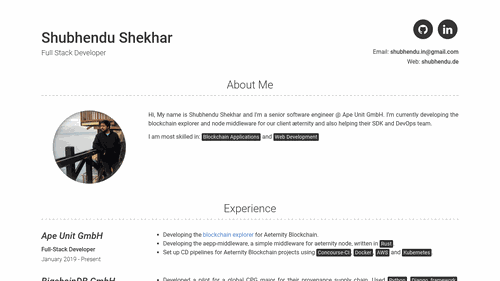 Shubhendu Shekhar
Full Stack Developer
Email: shubhendu.in@gmail.com
Web: shubhendu.de
About Me
Hi, My name is Shubhendu Shekhar and I'm a senior software engineer @ Ape Unit GmbH. I'm currently developing the
blockchain explorer and node middleware for our client æternity and also helping their SDK and DevOps team.
I am most skilled in: Blockchain Applications and Web Development
Experience
Ape Unit GmbH
Full-Stack Developer
January 2019 - Present
Developing the blockchain explorer for Aeternity Blockchain.
Developing the aepp-middleware, a simple middleware for aeternity node, written in Rust.
Set up CD pipelines for Aeternity Blockchain projects using Concourse-CI, Docker, AWS and Kubernetes
BigchainDB GmbH
Developed a pilot for a global CPG major for their provenance supply chain. Used Python, Django framework,